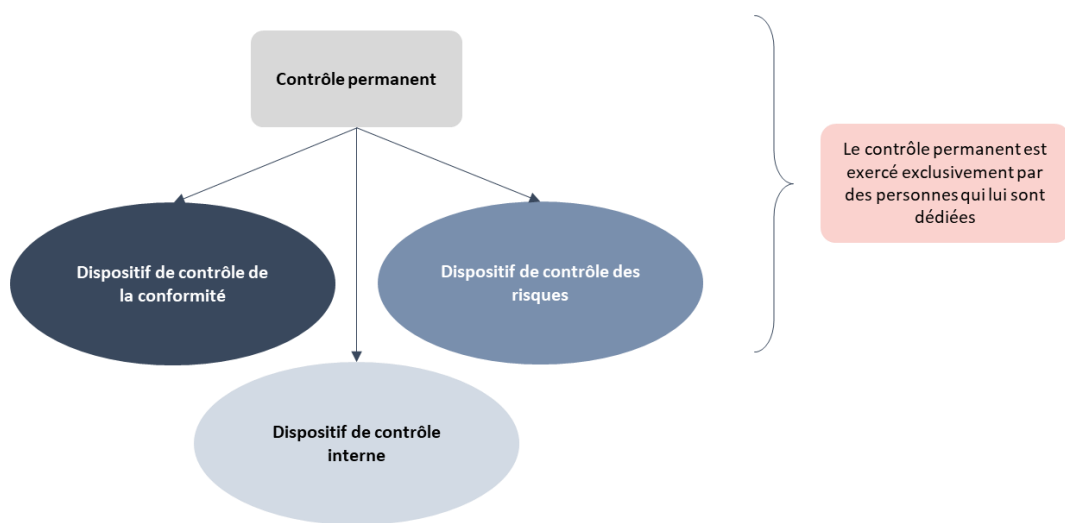 Contrôle permanent
Le contrôle permanent est
exercé exclusivement par
des personnes qui lui sont
dédiées
Dispositif de contrôle de
la conformité
Dispositif de contrôle des
risques
Dispositif de contrôle
interne